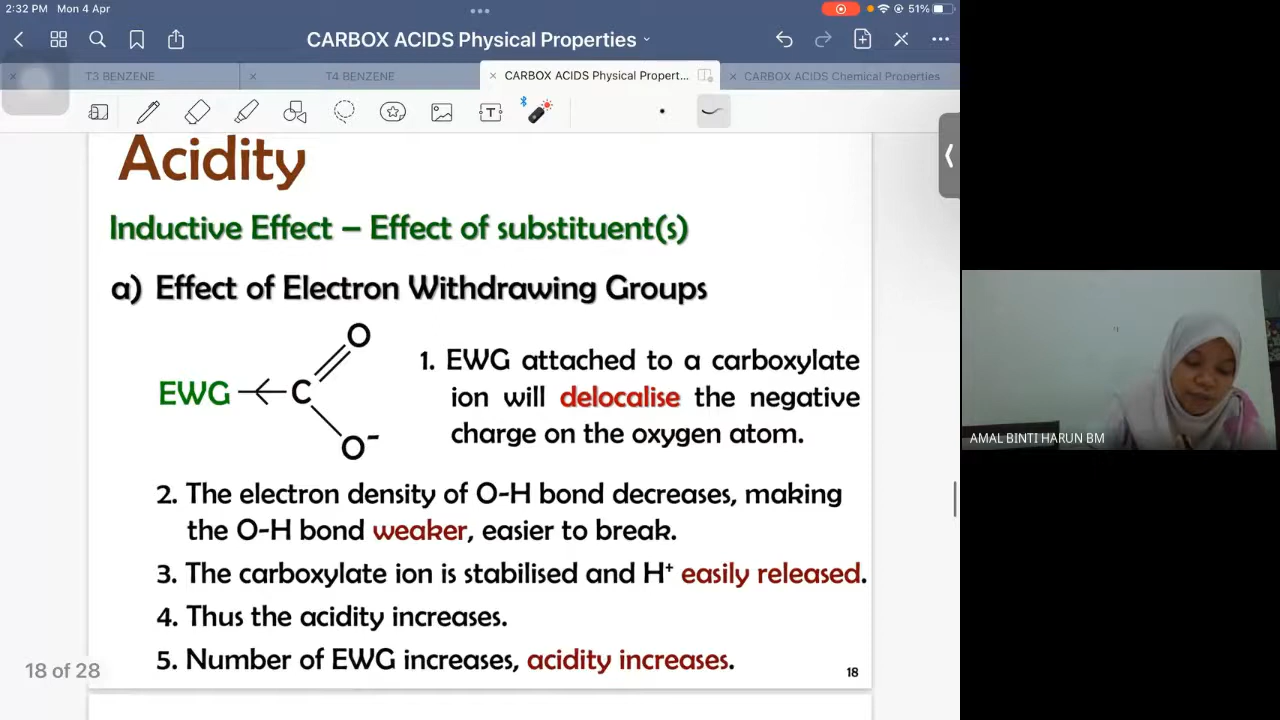 2:32 PM Mon 4 Apr
51%
CARBOX ACIDS Physical Properties
T3 BENZENE
T4 BENZENE
CARBOX ACIDS Physical Propert...
CARBOX ACIDS Chemical Properties
T
Acidity
Inductive Effect – Effect of substituent(s)
a) Effect of Electron Withdrawing Groups
O
EWG C
O⁻
1. EWG attached to a carboxylate
ion will delocalise the negative
charge on the oxygen atom.
2. The electron density of O-H bond decreases, making
the O-H bond weaker, easier to break.
3. The carboxylate ion is stabilised and H⁺ easily released.
4. Thus the acidity increases.
5. Number of EWG increases, acidity increases.
18 of 28
18
AMAL BINTI HARUN BM